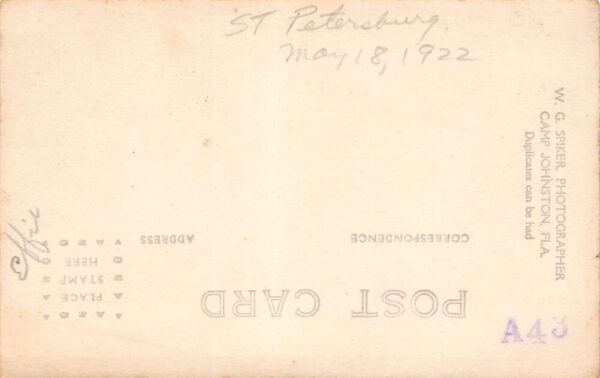 ST Petersburg
May 18, 1922
W. G. SPIKER, PHOTOGRAPHER
CAMP JOHNSTON, FLA.
Duplicates can be had
Effie
POST CARD
CORRESPONDENCE
ADDRESS
PLACE
STAMP
HERE
AZO
A43